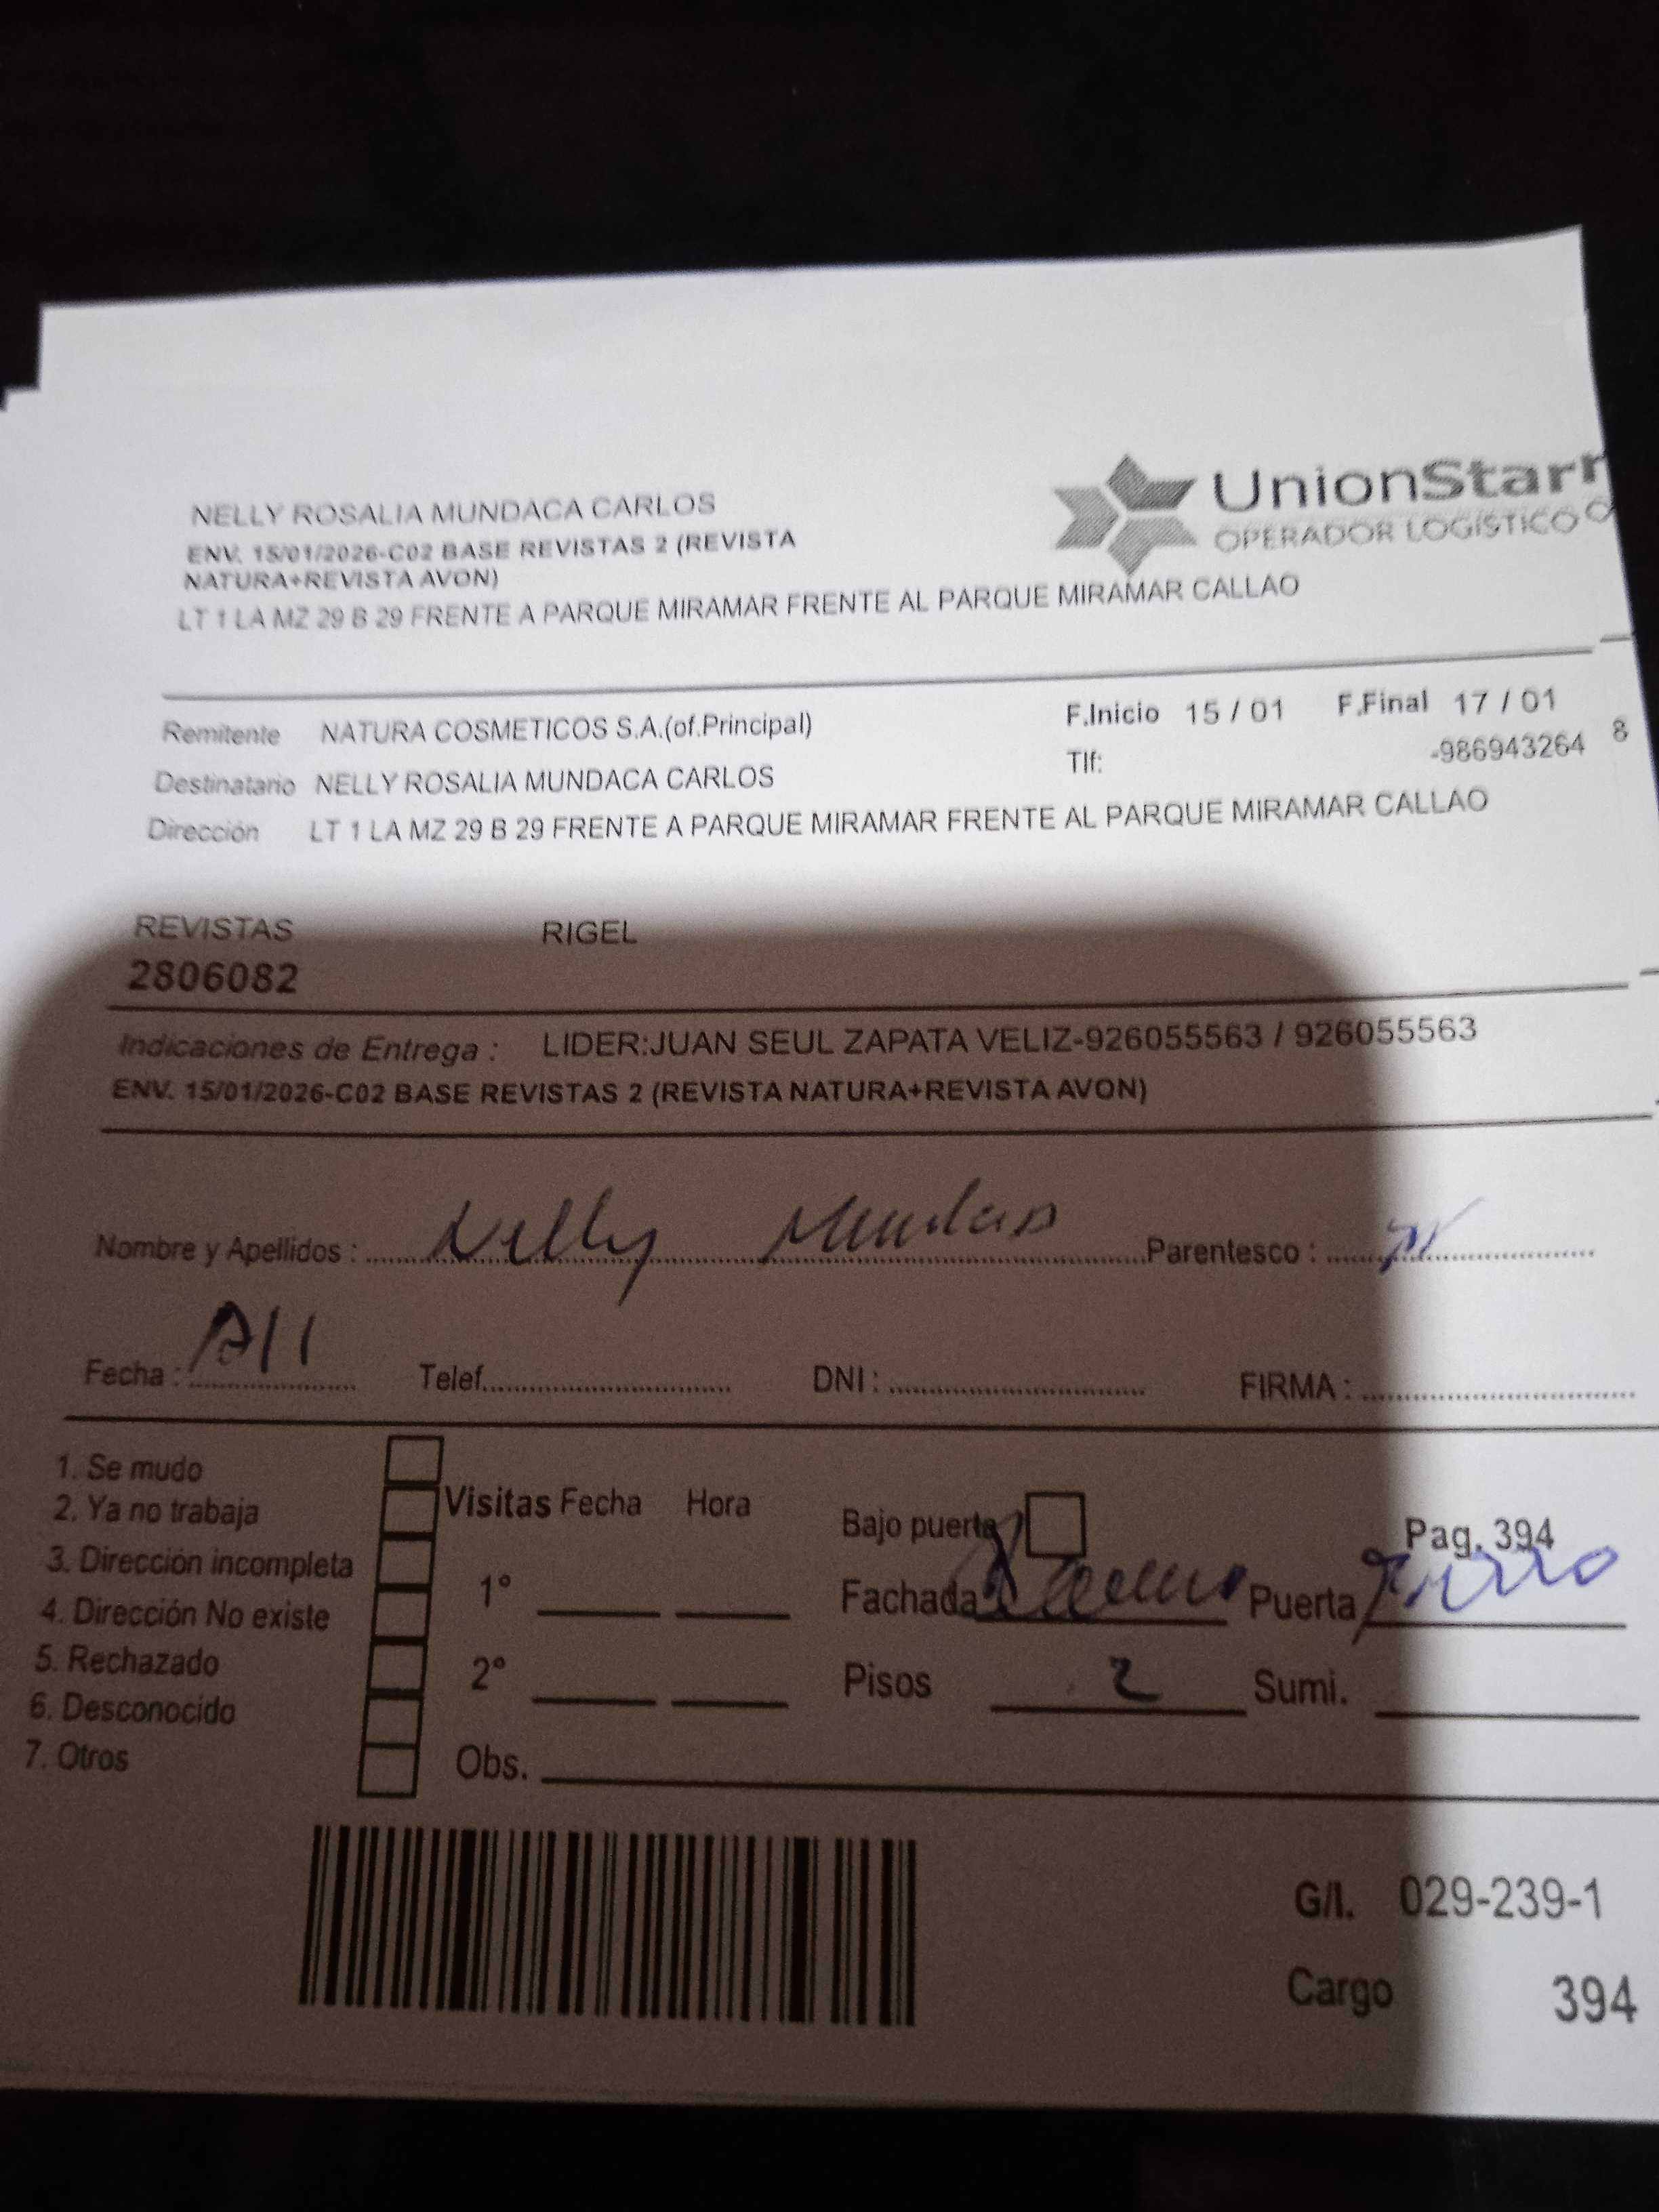 NELLY ROSALIA MUNDACA CARLOS
UnionStar
OPERADOR LOGÍSTICO
ENV. 15/01/2026-C02 BASE REVISTAS 2 (REVISTA
NATURA+REVISTA AVON)
LT 1 LA MZ 29 B 29 FRENTE A PARQUE MIRAMAR FRENTE AL PARQUE MIRAMAR CALLAO
Remitente NATURA COSMETICOS S.A.(of.Principal) F.Inicio 15 / 01 F.Final 17 / 01
Destinatario NELLY ROSALIA MUNDACA CARLOS Tlf: -986943264 8
Dirección LT 1 LA MZ 29 B 29 FRENTE A PARQUE MIRAMAR FRENTE AL PARQUE MIRAMAR CALLAO
REVISTAS RIGEL
2806082
Indicaciones de Entrega : LIDER:JUAN SEUL ZAPATA VELIZ-926055563 / 926055563
ENV. 15/01/2026-C02 BASE REVISTAS 2 (REVISTA NATURA+REVISTA AVON)
Nombre y Apellidos : Nelly Parentesco :
Fecha : Telef. DNI : FIRMA :
1. Se mudo
2. Ya no trabaja Visitas Fecha Hora Bajo puerta Pag. 394
3. Dirección incompleta
4. Dirección No existe 1° Fachada Puerta
5. Rechazado
6. Desconocido 2° Pisos 2 Sumi.
7. Otros Obs.
G/I. 029-239-1
Cargo 394